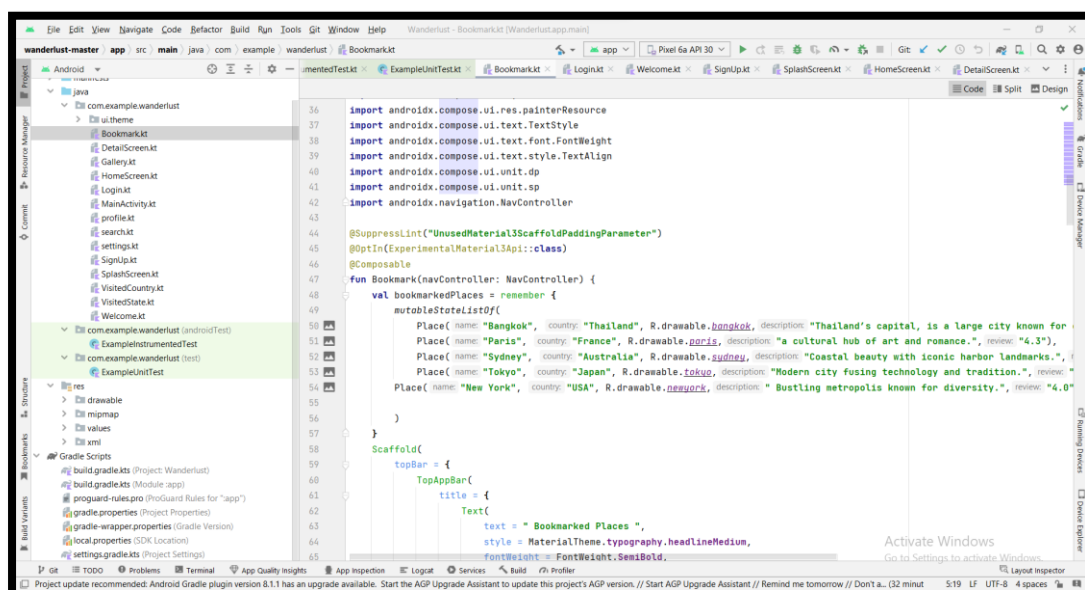 File Edit View Navigate Code Refactor Build Run Tools Git Window Help Wanderlust - Bookmark.kt [Wanderlust.app.main]
wanderlust-master app src main java com example wanderlust Bookmark.kt app Pixel 6a API 30 Git:
Android
umentedTest.kt ExampleUnitTest.kt Bookmark.kt Login.kt Welcome.kt SignUp.kt SplashScreen.kt HomeScreen.kt DetailScreen.kt
Code Split Design
Project
Resource Manager
Commit
Structure
Bookmarks
Build Variants
java
com.example.wanderlust
ui.theme
Bookmark.kt
DetailScreen.kt
Gallery.kt
HomeScreen.kt
Login.kt
MainActivity.kt
profile.kt
search.kt
settings.kt
SignUp.kt
SplashScreen.kt
VisitedCountry.kt
VisitedState.kt
Welcome.kt
com.example.wanderlust (androidTest)
ExampleInstrumentedTest
com.example.wanderlust (test)
ExampleUnitTest
res
drawable
mipmap
values
xml
Gradle Scripts
build.gradle.kts (Project: Wanderlust)
build.gradle.kts (Module :app)
proguard-rules.pro (ProGuard Rules for ":app")
gradle.properties (Project Properties)
gradle-wrapper.properties (Gradle Version)
local.properties (SDK Location)
settings.gradle.kts (Project Settings)
36 import androidx.compose.ui.res.painterResource
37 import androidx.compose.ui.text.TextStyle
38 import androidx.compose.ui.text.font.FontWeight
39 import androidx.compose.ui.text.style.TextAlign
40 import androidx.compose.ui.unit.dp
41 import androidx.compose.ui.unit.sp
42 import androidx.navigation.NavController
43
44 @SuppressLint("UnusedMaterial3ScaffoldPaddingParameter")
45 @OptIn(ExperimentalMaterial3Api::class)
46 @Composable
47 fun Bookmark(navController: NavController) {
48 val bookmarkedPlaces = remember {
49 mutableStateListOf(
50 Place( name: "Bangkok", country: "Thailand", R.drawable.bangkok, description: "Thailand's capital, is a large city known for
51 Place( name: "Paris", country: "France", R.drawable.paris, description: "a cultural hub of art and romance.", review: "4.3"),
52 Place( name: "Sydney", country: "Australia", R.drawable.sydney, description: "Coastal beauty with iconic harbor landmarks.",
53 Place( name: "Tokyo", country: "Japan", R.drawable.tokyo, description: "Modern city fusing technology and tradition.", review: "
54 Place( name: "New York", country: "USA", R.drawable.newyork, description: " Bustling metropolis known for diversity.", review: "4.0"
55
56 )
57 }
58 Scaffold(
59 topBar = {
60 TopAppBar(
61 title = {
62 Text(
63 text = " Bookmarked Places ",
64 style = MaterialTheme.typography.headlineMedium,
65 fontWeight = FontWeight.SemiBold,
Notifications
Gradle
Device Manager
Running Devices
Device Explorer
Activate Windows
Go to Settings to activate Windows.
Git TODO Problems Terminal App Quality Insights App Inspection Logcat Services Build Profiler Layout Inspector
Project update recommended: Android Gradle plugin version 8.1.1 has an upgrade available. Start the AGP Upgrade Assistant to update this project's AGP version. // Start AGP Upgrade Assistant // Remind me tomorrow // Don't a... (32 minut 5:19 LF UTF-8 4 spaces